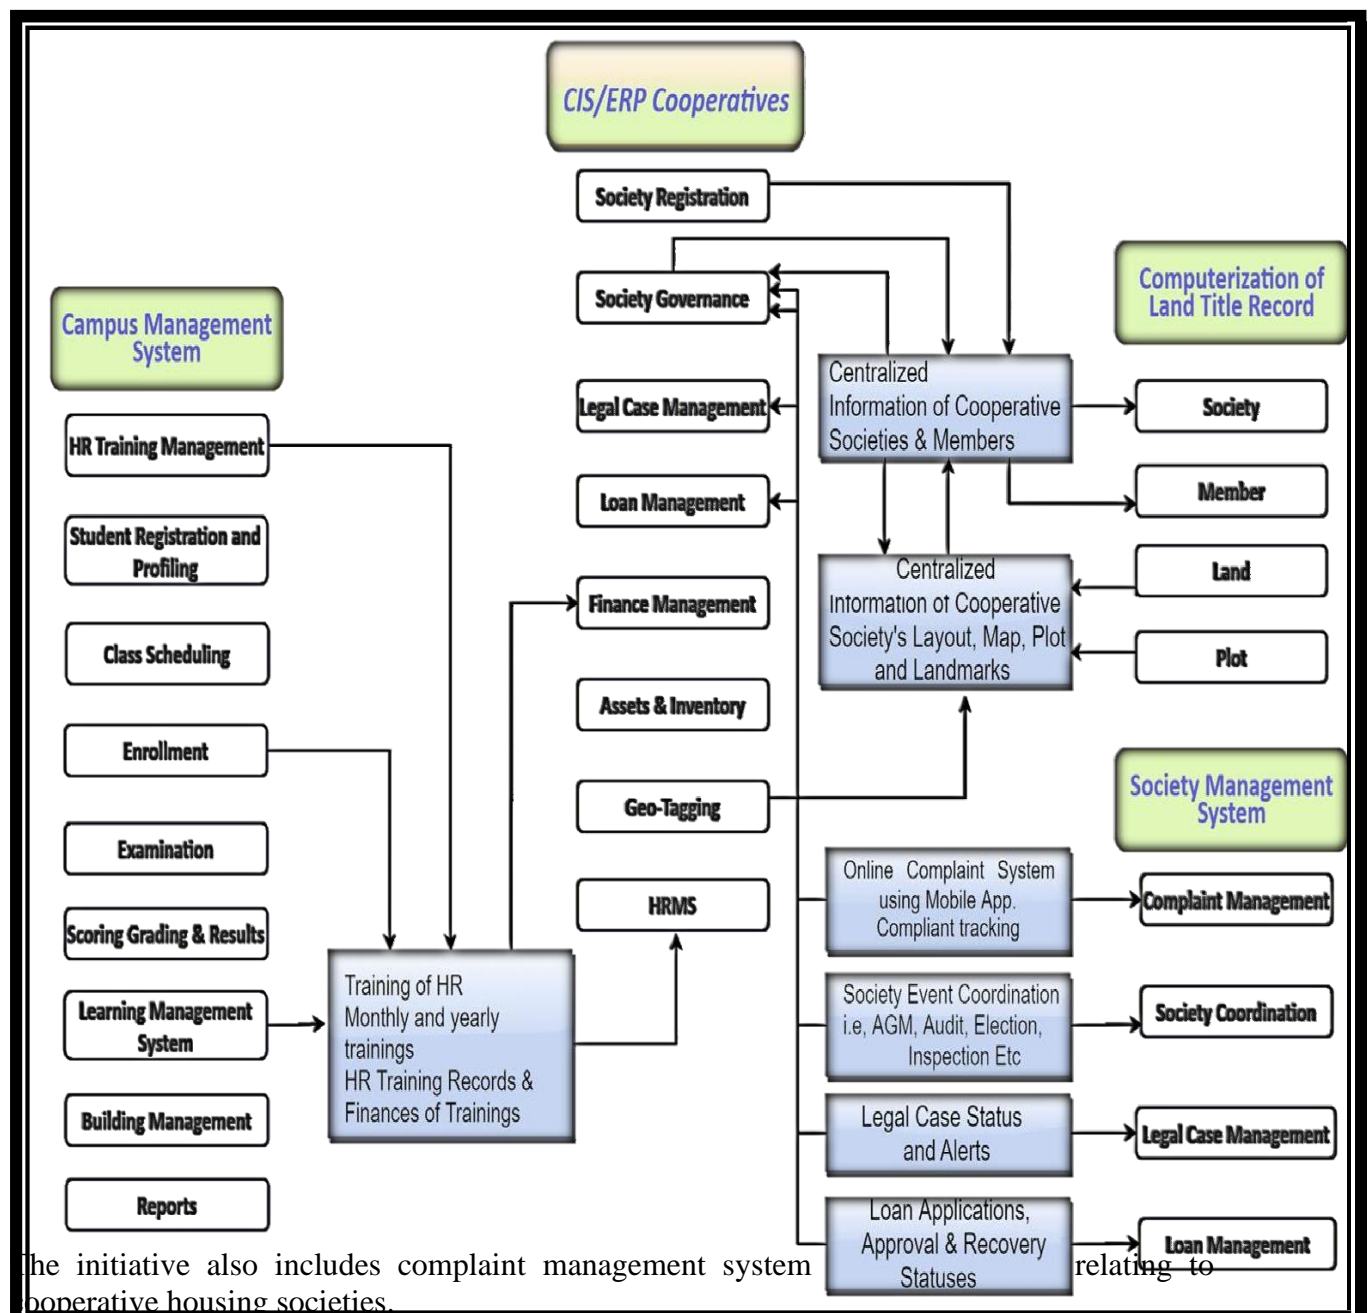 CIS/ERP Cooperatives
Society Registration
Society Governance
Legal Case Management
Loan Management
Finance Management
Assets & Inventory
Geo-Tagging
HRMS
Campus Management
System
HR Training Management
Student Registration and
Profiling
Class Scheduling
Enrollment
Examination
Scoring Grading & Results
Learning Management
System
Building Management
Reports
Training of HR
Monthly and yearly
trainings
HR Training Records &
Finances of Trainings
Centralized
Information of Cooperative
Societies & Members
Centralized
Information of Cooperative
Society's Layout, Map, Plot
and Landmarks
Computerization of
Land Title Record
Society
Member
Land
Plot
Society Management
System
Online Complaint System
using Mobile App.
Compliant tracking
Complaint Management
Society Event Coordination
i.e, AGM, Audit, Election,
Inspection Etc
Society Coordination
Legal Case Status
and Alerts
Legal Case Management
Loan Applications,
Approval & Recovery
Statuses
Loan Management
The initiative also includes complaint management system relating to
cooperative housing societies.